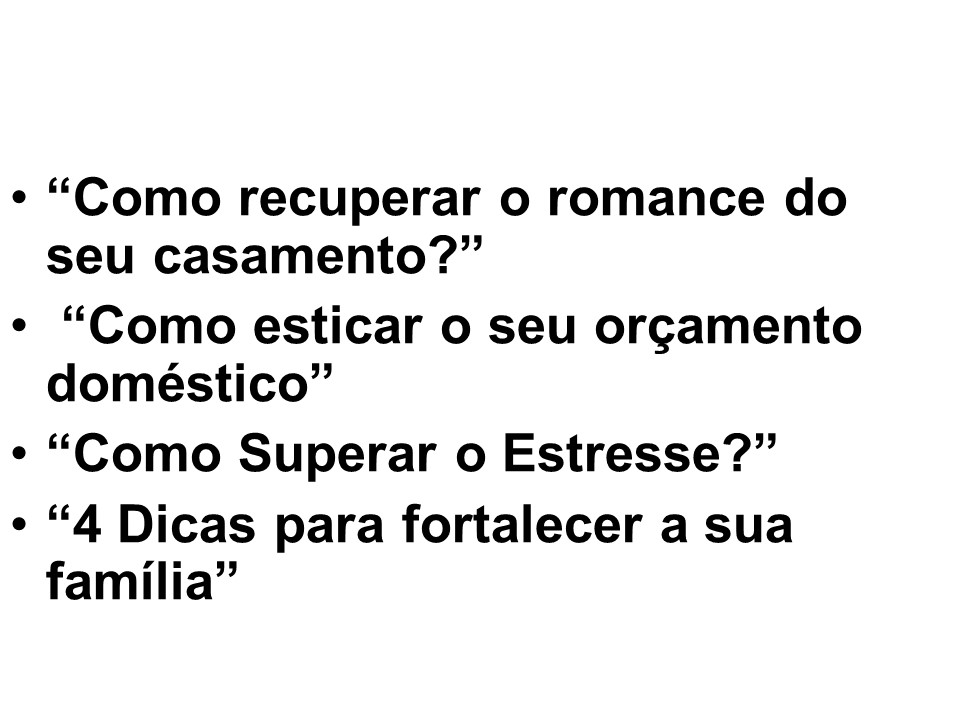 • “Como recuperar o romance do
seu casamento?”
• “Como esticar o seu orçamento
doméstico”
• “Como Superar o Estresse?”
• “4 Dicas para fortalecer a sua
família”